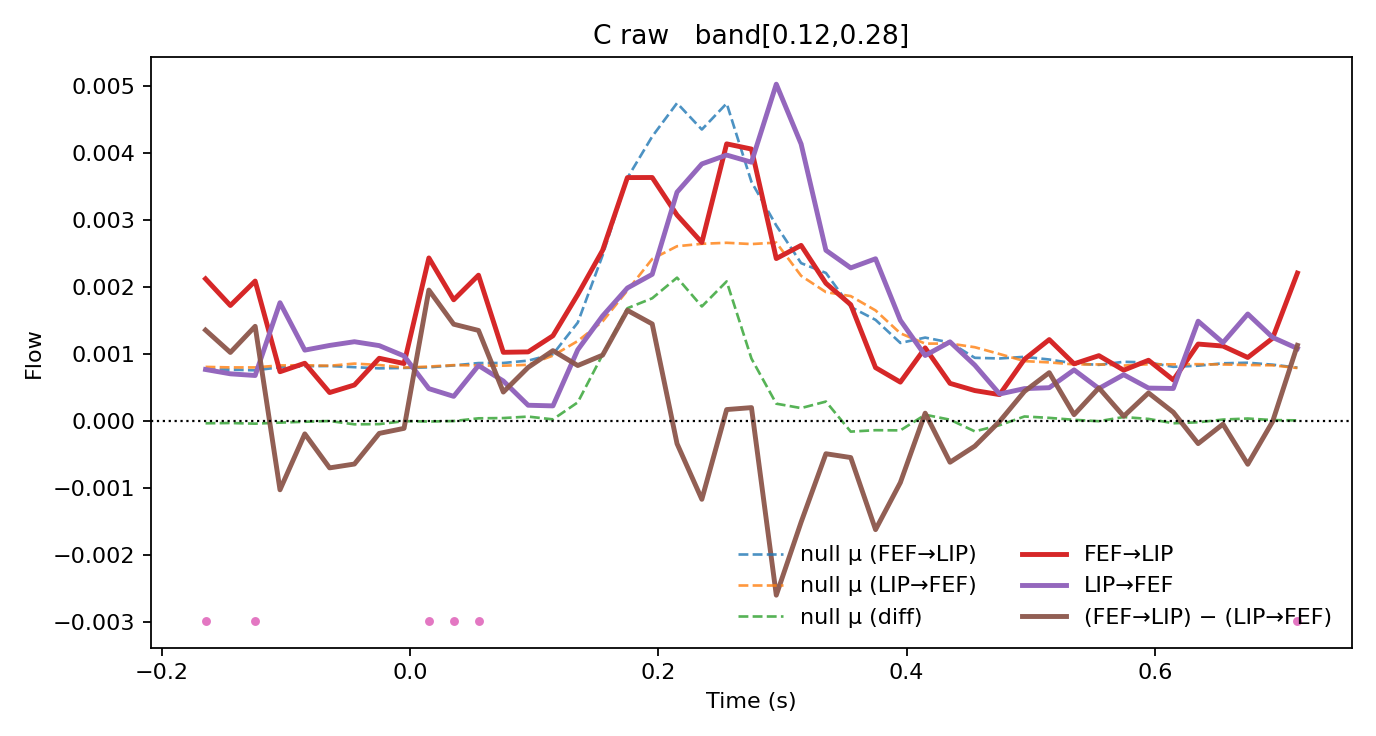 C raw   band[0.12,0.28]
Flow
0.005
0.004
0.003
0.002
0.001
0.000
−0.001
−0.002
−0.003
null μ (FEF→LIP)
null μ (LIP→FEF)
null μ (diff)
FEF→LIP
LIP→FEF
(FEF→LIP) − (LIP→FEF)
−0.2
0.0
0.2
0.4
0.6
Time (s)